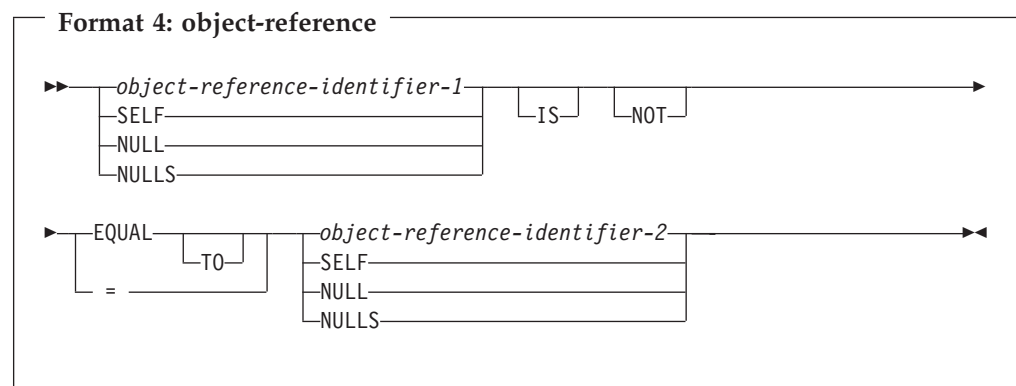 Format 4: object-reference
object-reference-identifier-1
SELF
NULL
NULLS
IS
NOT
EQUAL
TO
=
object-reference-identifier-2
SELF
NULL
NULLS